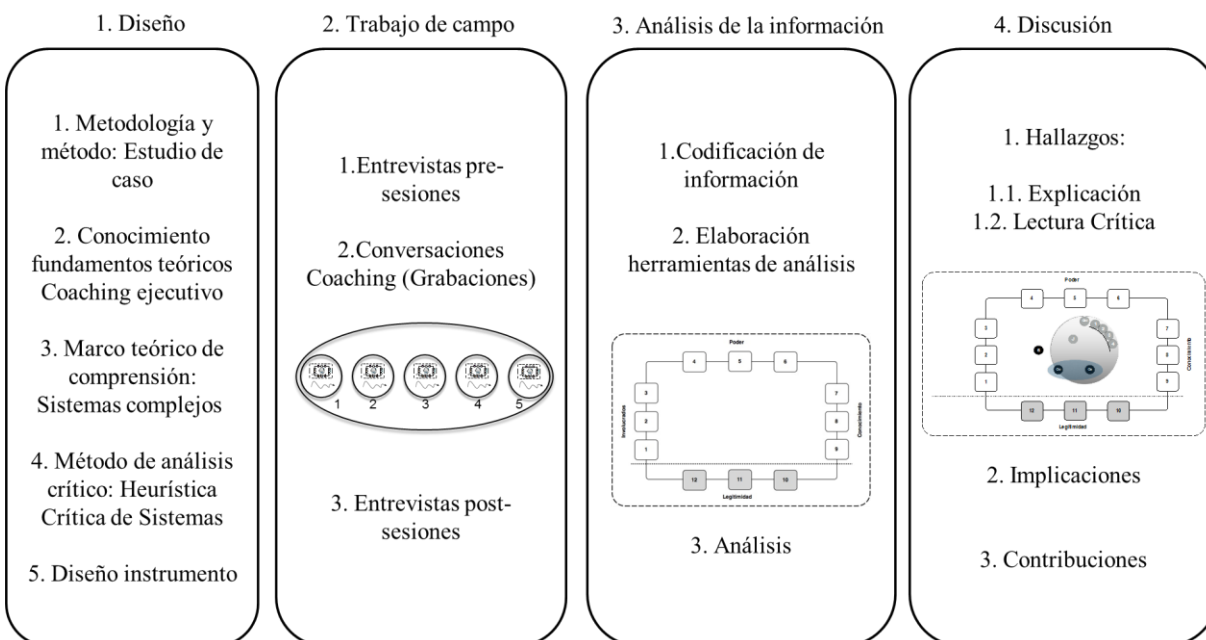 1. Diseño
1. Metodología y
método: Estudio de
caso
2. Conocimiento
fundamentos teóricos
Coaching ejecutivo
3. Marco teórico de
comprensión:
Sistemas complejos
4. Método de análisis
crítico: Heurística
Crítica de Sistemas
5. Diseño instrumento
2. Trabajo de campo
1.Entrevistas pre-
sesiones
2.Conversaciones
Coaching (Grabaciones)
1 2 3 4 5
3. Entrevistas post-
sesiones
3. Análisis de la información
1.Codificación de
información
2. Elaboración
herramientas de análisis
Poder
4 5 6
Involucrados
3
2
1
7
8
9
Conocimiento
12 11 10
Legitimidad
3. Análisis
4. Discusión
1. Hallazgos:
1.1. Explicación
1.2. Lectura Crítica
Poder
4 5 6
3
2
1
7
8
9
Conocimiento
12 11 10
Legitimidad
2. Implicaciones
3. Contribuciones